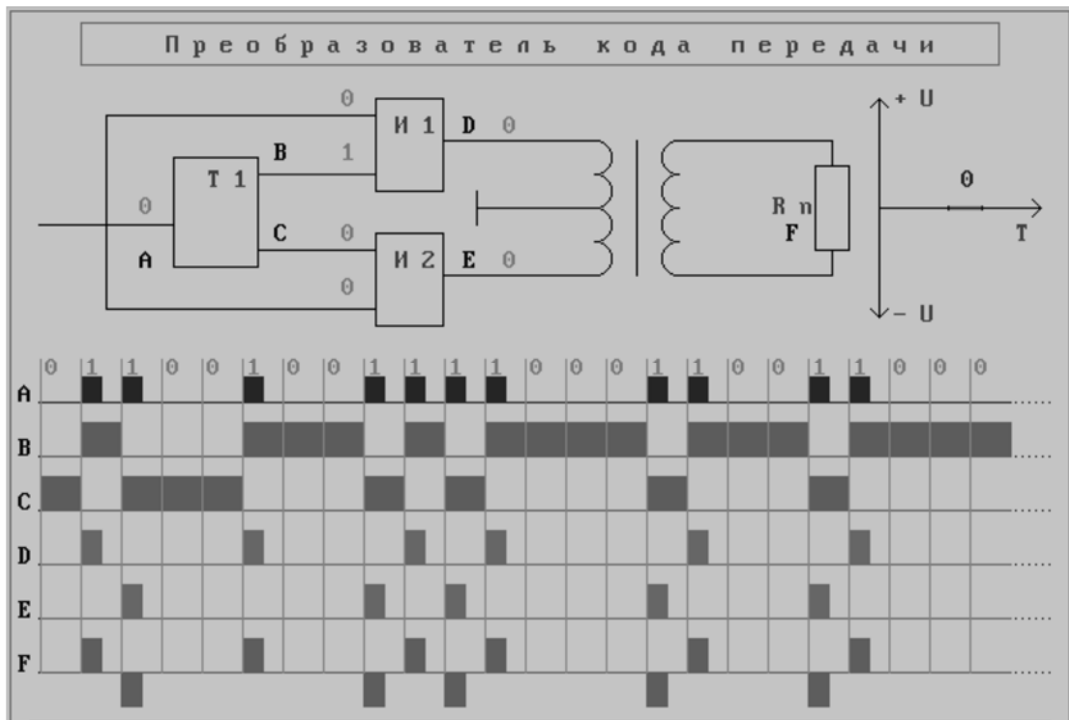 Преобразователь кода передачи
0 + U
И 1 D 0
B 1
T 1 0
0 R n
C 0 F T
A И 2 E 0
0
- U
0 1 1 0 0 1 0 0 1 1 1 1 0 0 0 1 1 0 0 1 1 0 0 0
A
B
C
D
E
F